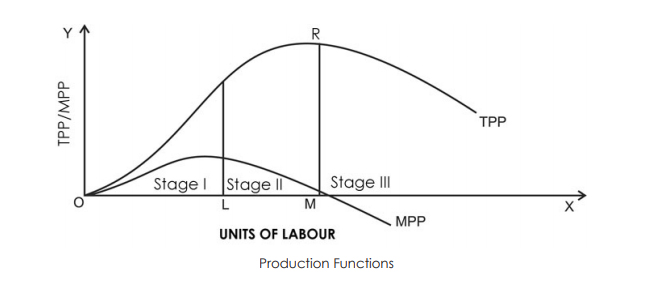 Y
R
TPP/MPP
TPP
Stage I
Stage II
Stage III
O
L
M
X
MPP
UNITS OF LABOUR
Production Functions